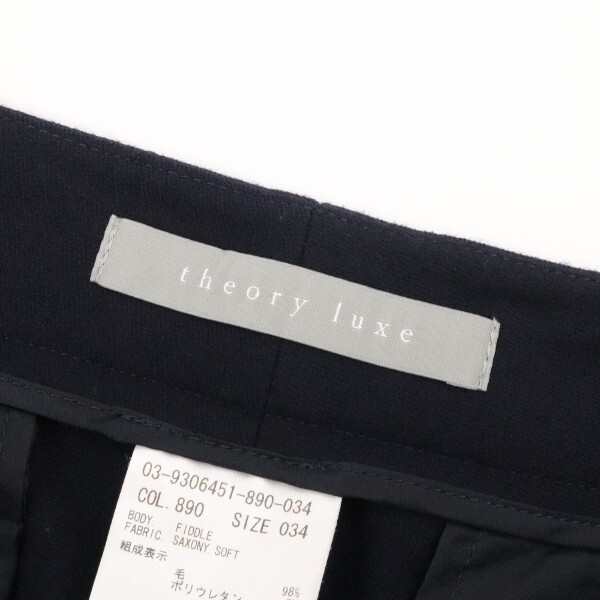 theory luxe
03-9306451-890-034
COL. 890 SIZE 034
BODY FIDDLE
FABRIC SAXONY SOFT
組成表示
毛 98%
ポリウレタン